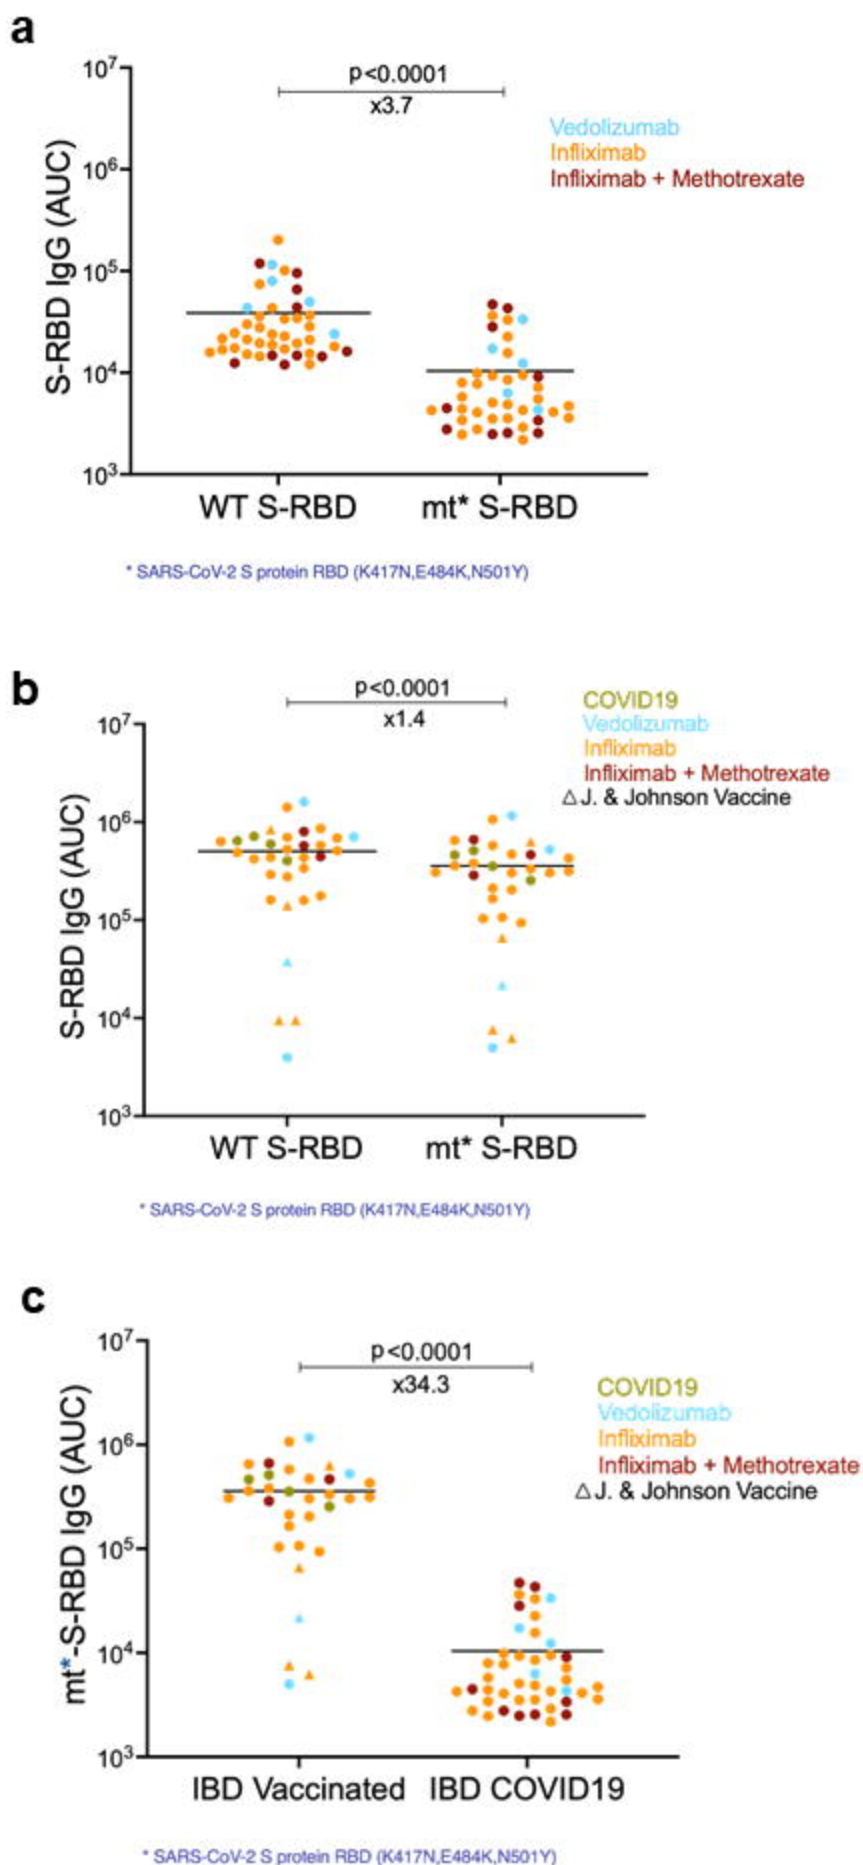 a
p<0.0001
x3.7
Vedolizumab
Infliximab
Infliximab + Methotrexate
S-RBD IgG (AUC)
10⁷
10⁶
10⁵
10⁴
10³
WT S-RBD
mt* S-RBD
* SARS-CoV-2 S protein RBD (K417N,E484K,N501Y)
b
p<0.0001
x1.4
COVID19
Vedolizumab
Infliximab
Infliximab + Methotrexate
△J. & Johnson Vaccine
S-RBD IgG (AUC)
10⁷
10⁶
10⁵
10⁴
10³
WT S-RBD
mt* S-RBD
* SARS-CoV-2 S protein RBD (K417N,E484K,N501Y)
c
p<0.0001
x34.3
COVID19
Vedolizumab
Infliximab
Infliximab + Methotrexate
△J. & Johnson Vaccine
mt*-S-RBD IgG (AUC)
10⁷
10⁶
10⁵
10⁴
10³
IBD Vaccinated
IBD COVID19
* SARS-CoV-2 S protein RBD (K417N,E484K,N501Y)